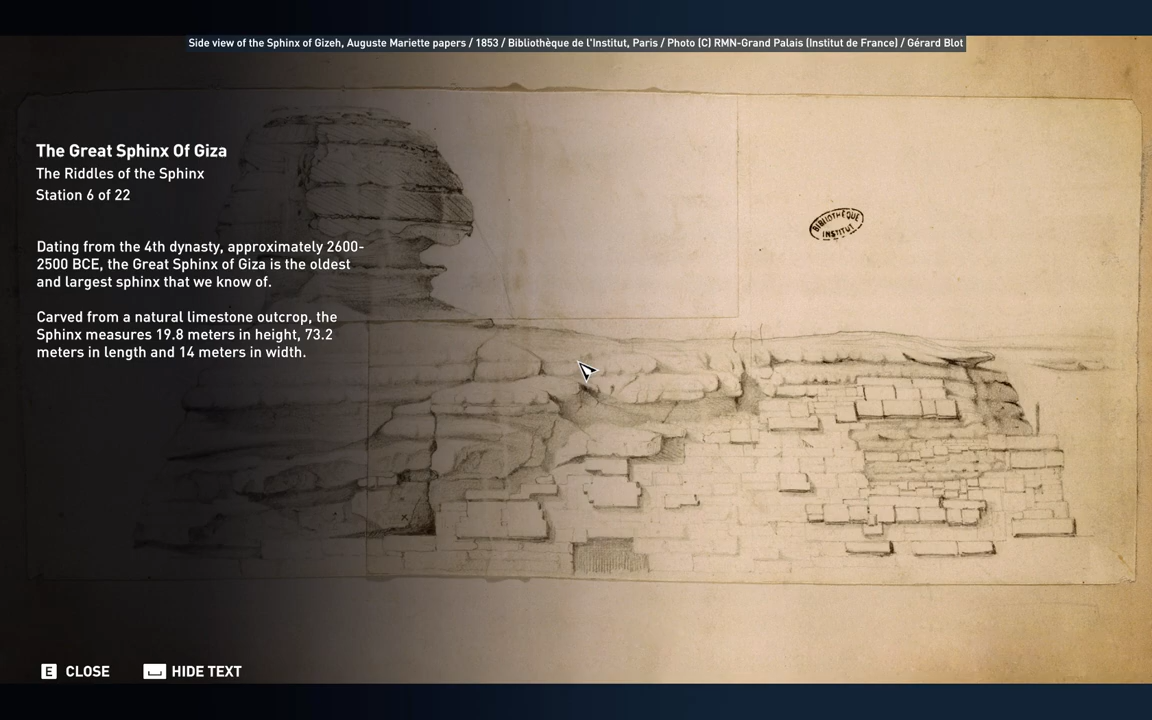 Side view of the Sphinx of Gizeh, Auguste Mariette papers / 1853 / Bibliothèque de l'Institut, Paris / Photo (C) RMN-Grand Palais (Institut de France) / Gérard Blot
The Great Sphinx Of Giza
The Riddles of the Sphinx
Station 6 of 22
Dating from the 4th dynasty, approximately 2600-
2500 BCE, the Great Sphinx of Giza is the oldest
and largest sphinx that we know of.
Carved from a natural limestone outcrop, the
Sphinx measures 19.8 meters in height, 73.2
meters in length and 14 meters in width.
BIBLIOTHÈQUE
INSTITUT
E CLOSE
HIDE TEXT